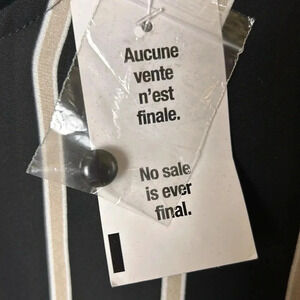 Aucune
vente
n'est
finale.
No sale
is ever
final.